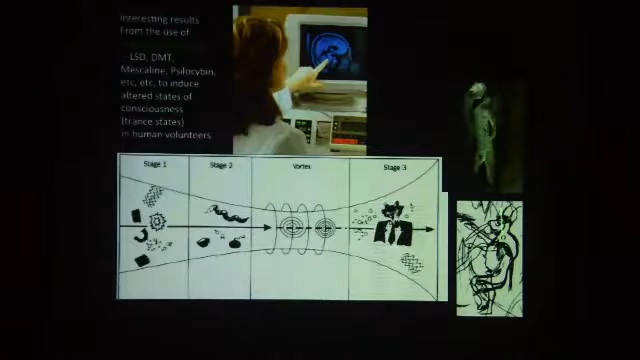 Interesting results
From the use of
LSD, DMT,
Mescaline, Psilocybin,
etc, etc, to induce
altered states of
consciousness
(trance states)
in human volunteers.
Stage 1
Stage 2
Vortex
Stage 3